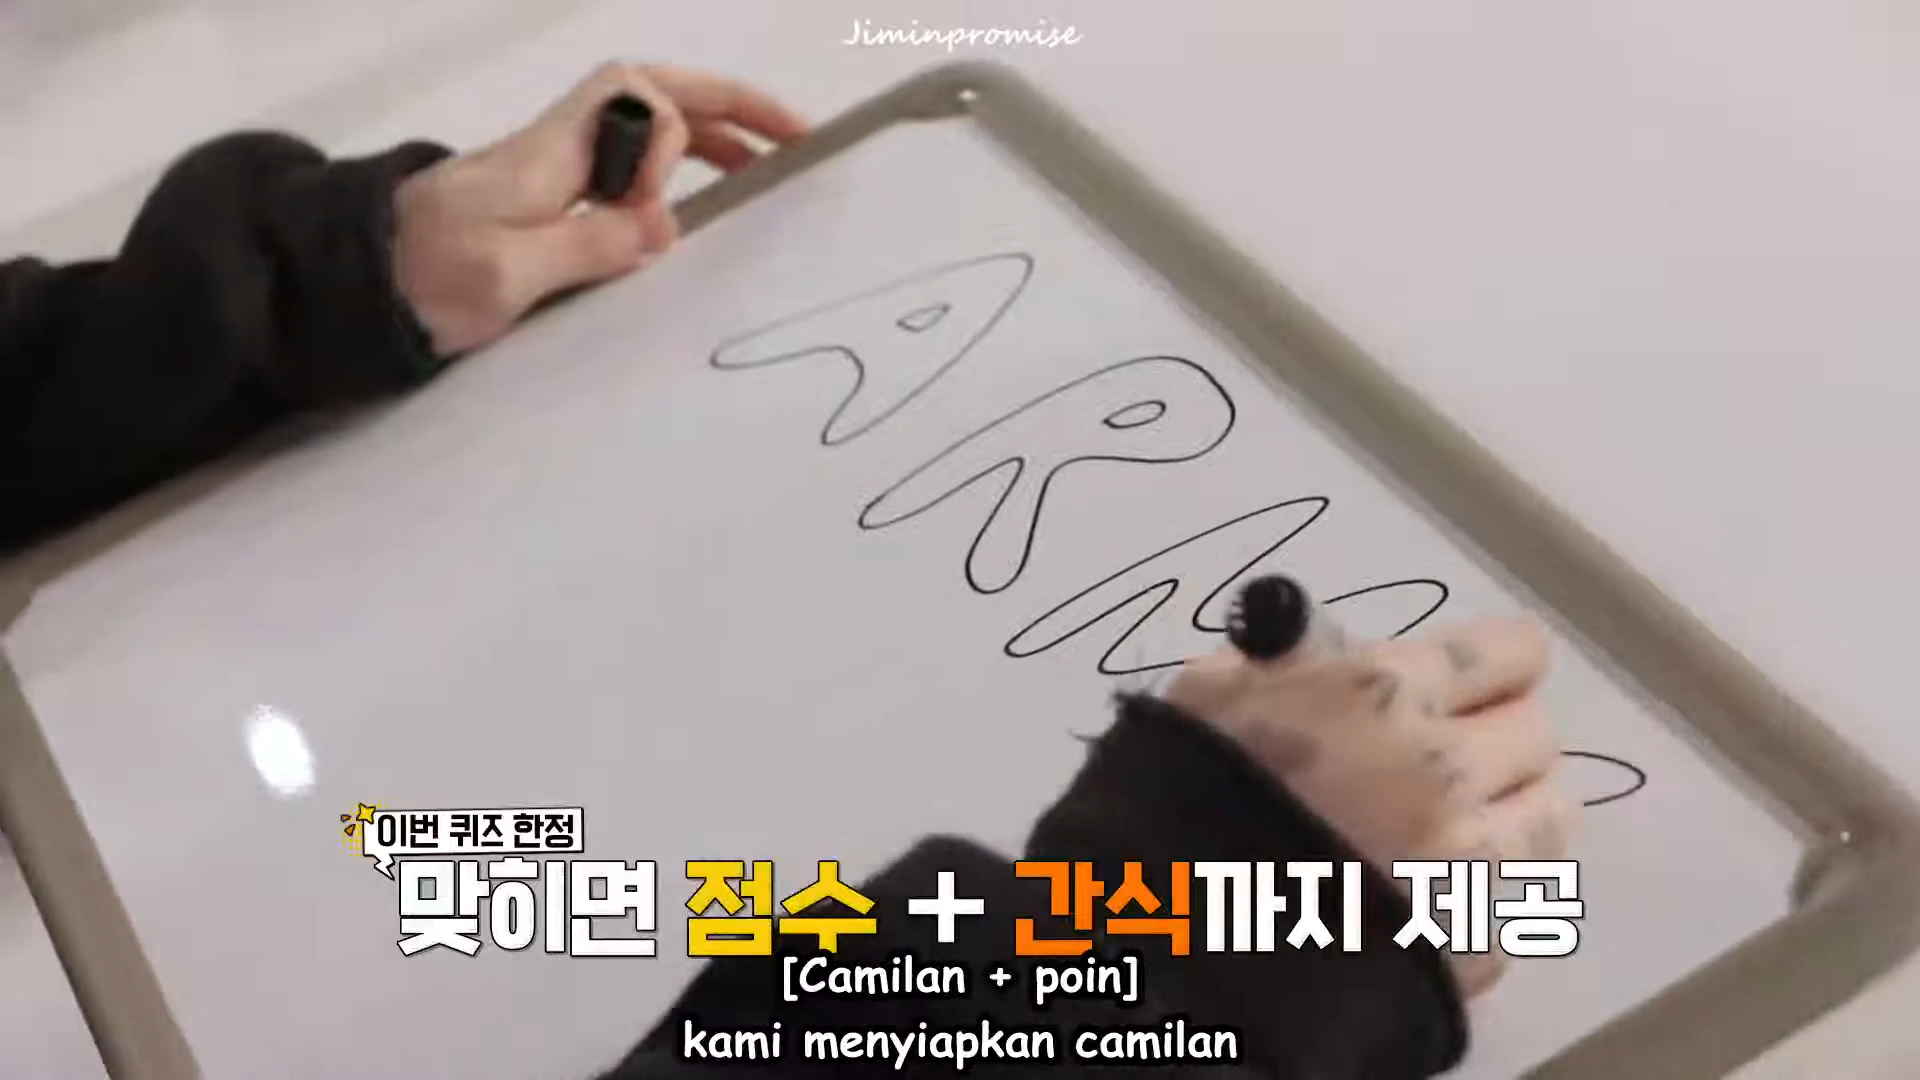 Jiminpromise
ARM
이번 퀴즈 한정
맞히면 점수 + 간식까지 제공
[Camilan + poin]
kami menyiapkan camilan